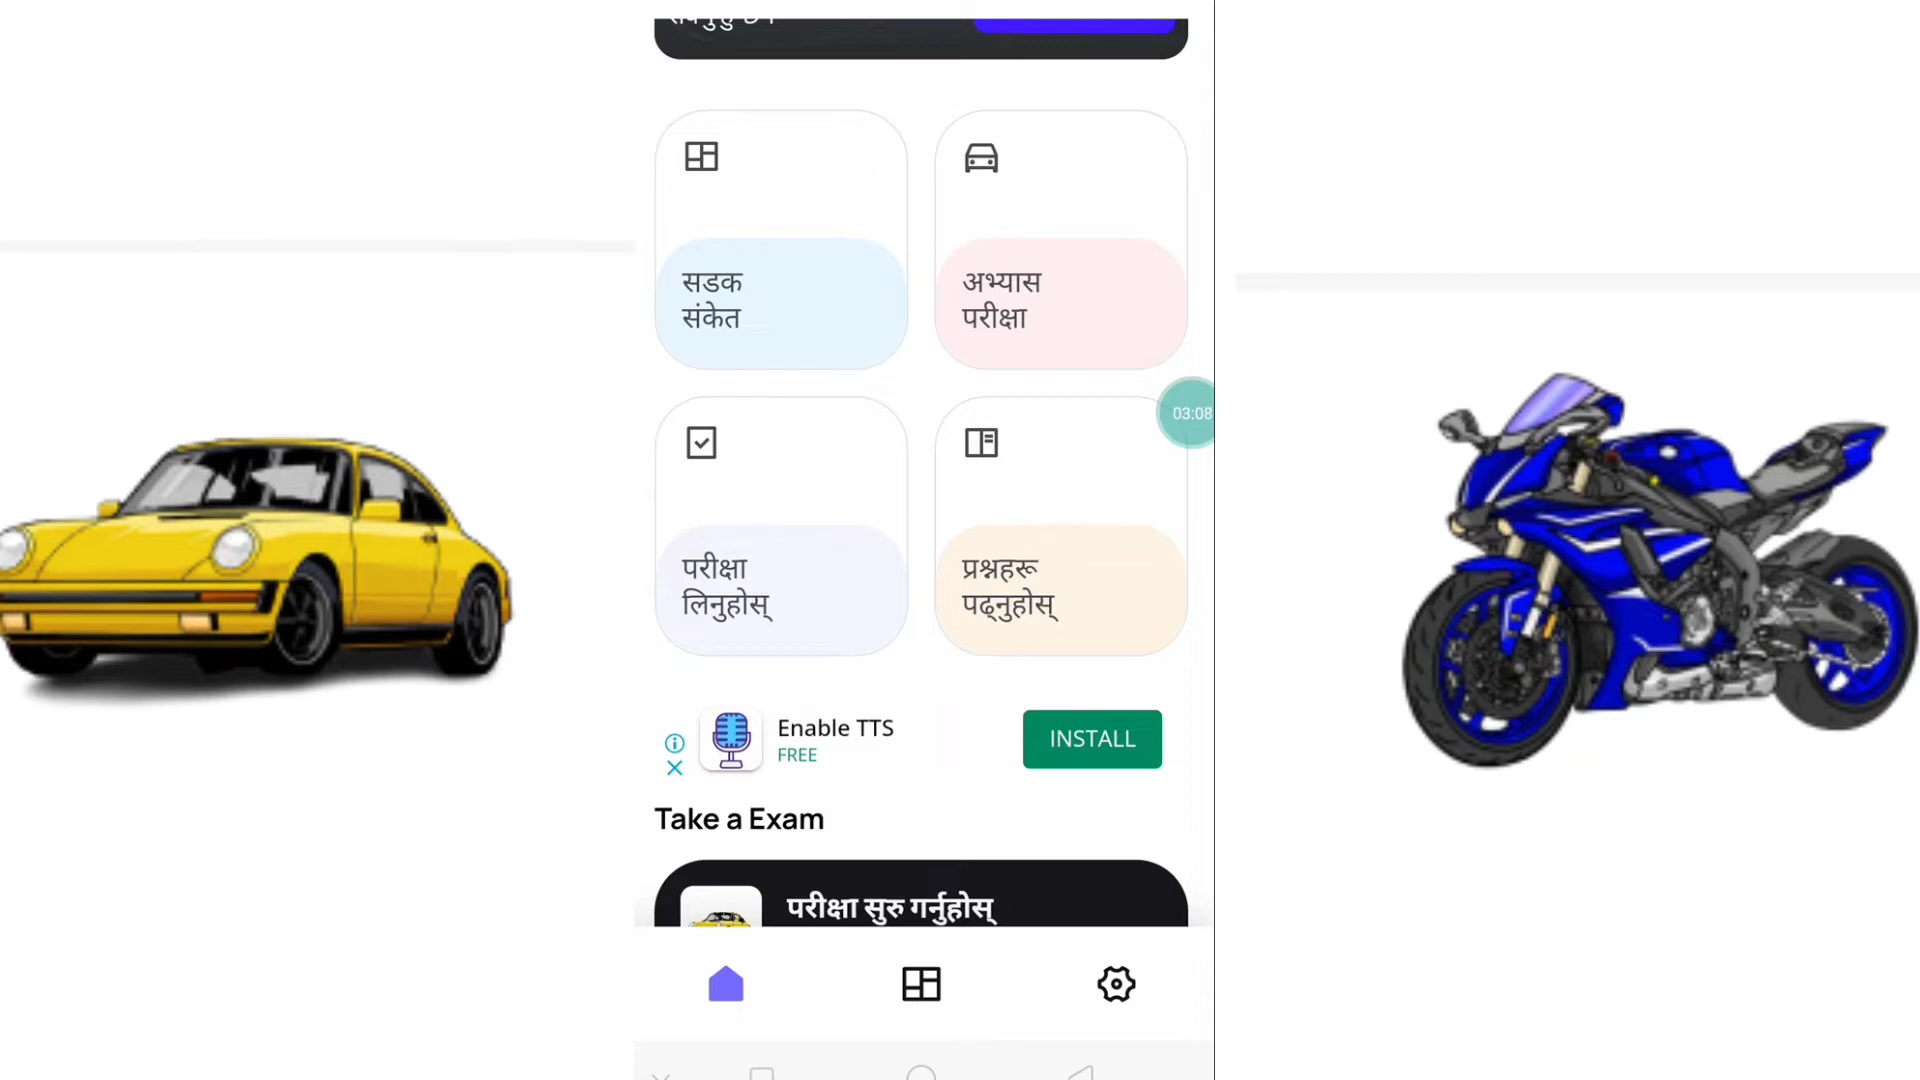 सडक
संकेत
अभ्यास
परीक्षा
03:08
परीक्षा
लिनुहोस्
प्रश्नहरू
पढ्नुहोस्
Enable TTS
FREE
INSTALL
Take a Exam
परीक्षा सुरु गर्नुहोस्